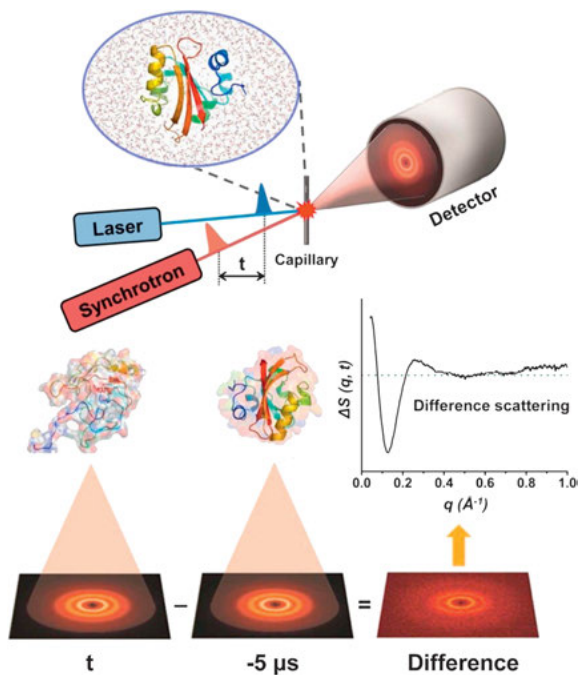 Laser
Synchrotron
t
Capillary
Detector
ΔS (q, t)
Difference scattering
0.0 0.2 0.4 0.6 0.8 1.0
q (Å⁻¹)
− =
t -5 μs Difference